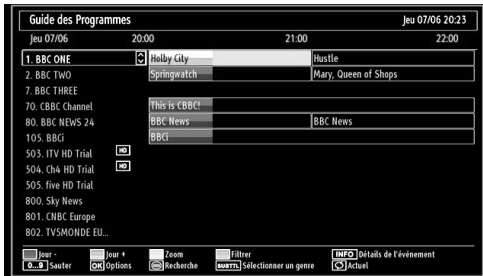 Guide des Programmes Jeu 07/06 20:23
Jeu 07/06 20:00 21:00 22:00
1. BBC ONE Holby City Hustle
2. BBC TWO Springwatch Mary, Queen of Shops
7. BBC THREE
70. CBBC Channel This is CBBC!
80. BBC NEWS 24 BBC News BBC News
105. BBCi BBCi
503. ITV HD Trial HD
504. Ch4 HD Trial HD
505. five HD Trial
800. Sky News
801. CNBC Europe
802. TV5MONDE EU...
Jour - Jour + Zoom Filtrer INFO Détails de l'événement
0...9 Sauter OK Options Recherche SUBTTL Sélectionner un genre Actuel